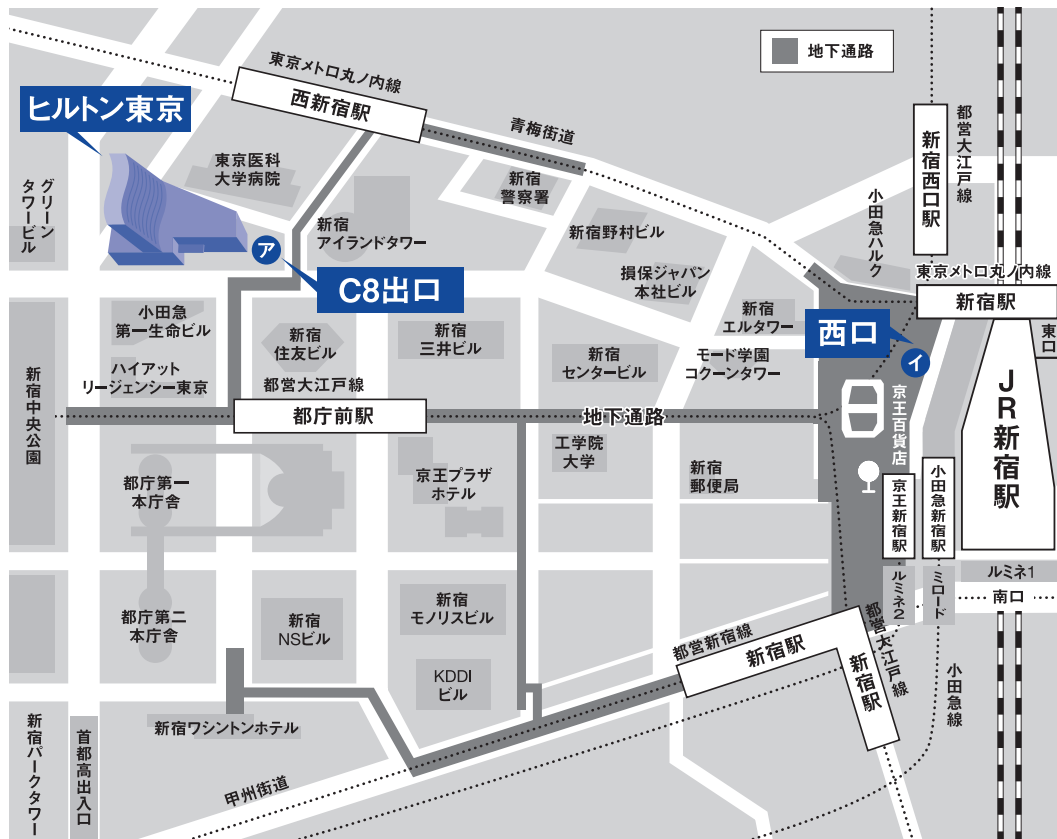 地下通路
東京メトロ丸ノ内線
西新宿駅
ヒルトン東京
青梅街道
都営大江戸線
新宿西口駅
東京医科
大学病院
新宿
警察署
グリーン
タワービル
新宿
アイランドタワー
新宿野村ビル
小田急ハルク
ア
C8出口
損保ジャパン
本社ビル
東京メトロ丸ノ内線
新宿駅
東口
小田急
第一生命ビル
新宿
住友ビル
新宿
三井ビル
新宿
エルタワー
西口
イ
新宿
センタービル
モード学園
コクーンタワー
ハイアット
リージェンシー東京
都営大江戸線
都庁前駅
地下通路
新宿中央公園
京王百貨店
JR新宿駅
都庁第一
本庁舎
京王プラザ
ホテル
工学院
大学
新宿
郵便局
京王新宿駅
小田急新宿駅
ルミネ1
ルミネ2
ミロード
南口
都庁第二
本庁舎
新宿
NSビル
新宿
モノリスビル
都営新宿線
新宿駅
都営大江戸線
新宿駅
KDDI
ビル
小田急線
新宿ワシントンホテル
新宿パークタワー
首都高出入口
甲州街道